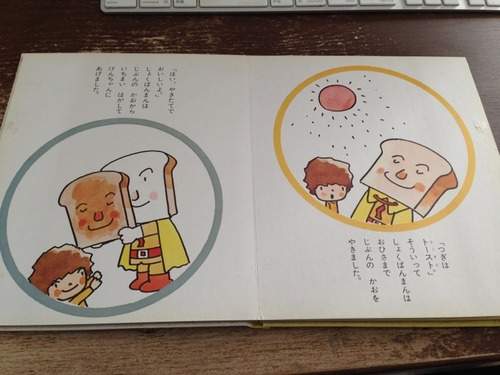 「つぎは
トースト。」
そういって
しょくぱんまんは
おひさまで
じぶんの かおを
やきました。
「はい、やきたてで
おいしいよ。」
しょくぱんまんは
じぶんの かおから
いちまい はがして
けんちゃんに
あげました。